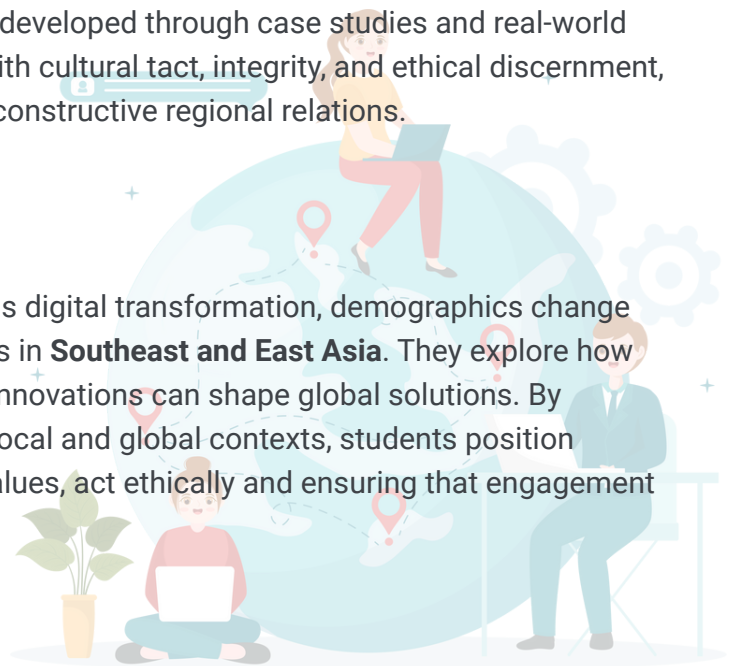 developed through case studies and real-world
ith cultural tact, integrity, and ethical discernment,
constructive regional relations.
s digital transformation, demographics change
s in Southeast and East Asia. They explore how
nnovations can shape global solutions. By
ocal and global contexts, students position
alues, act ethically and ensuring that engagement